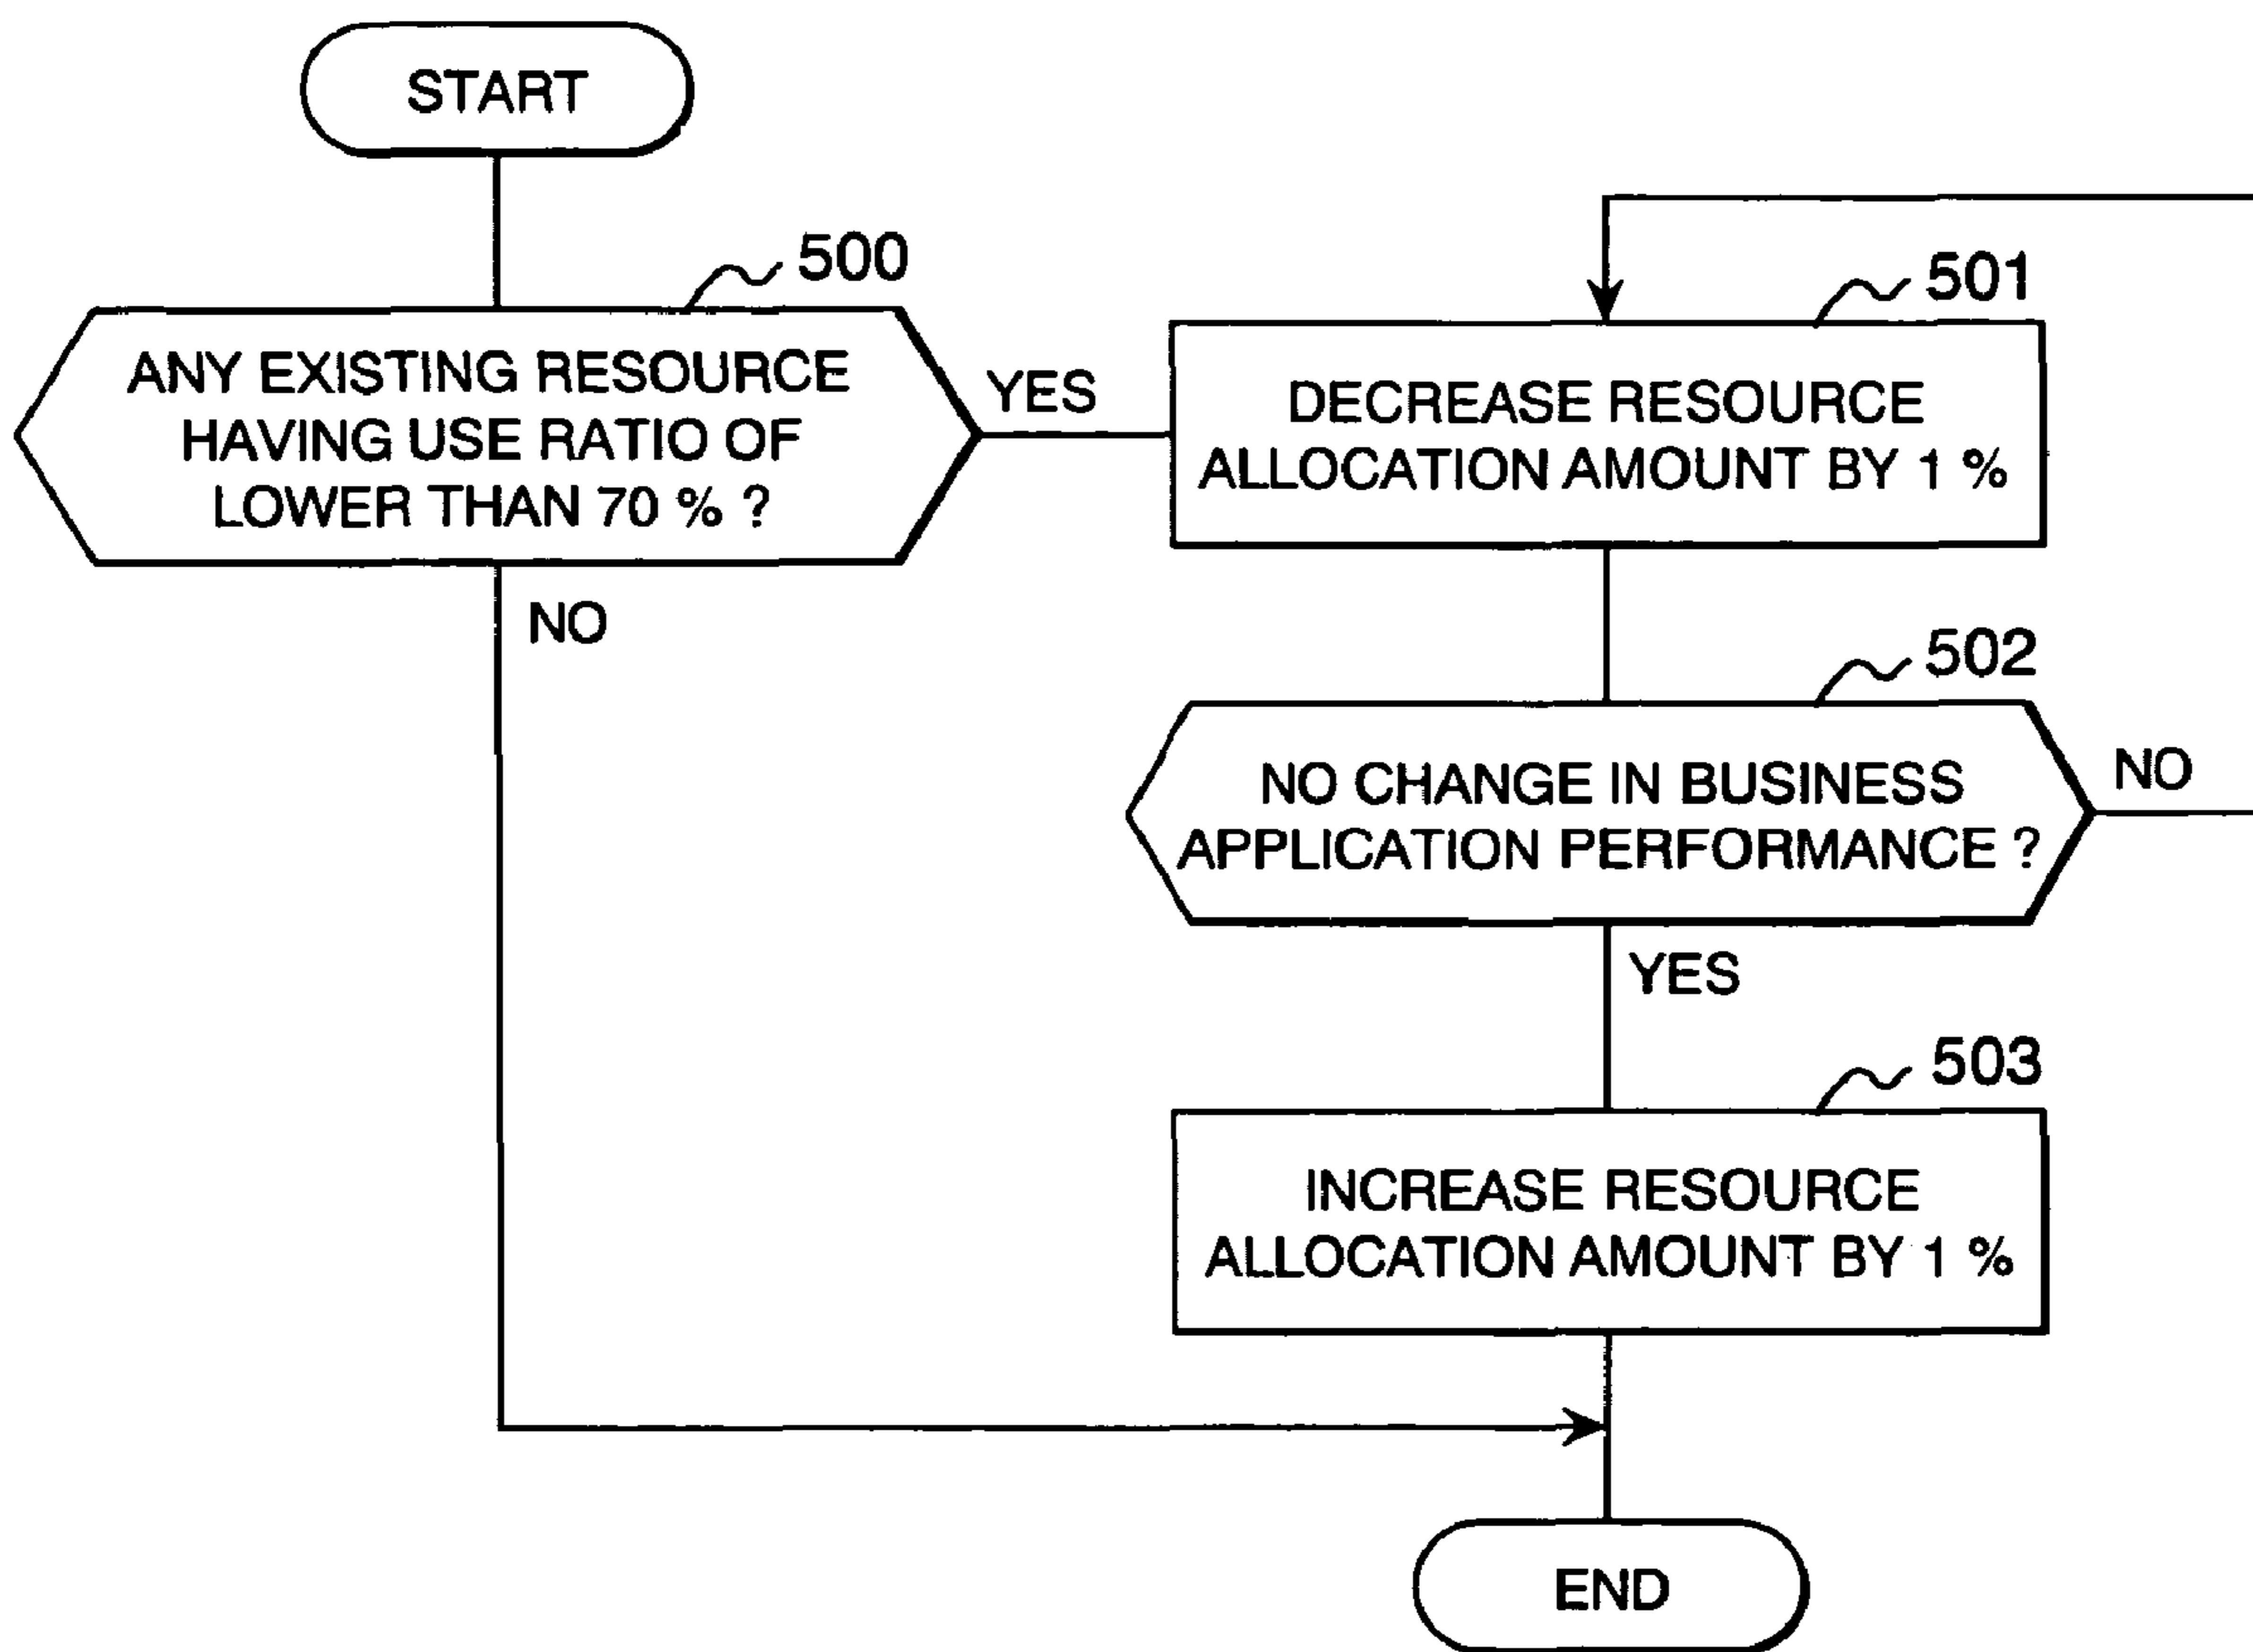 START
500
ANY EXISTING RESOURCE
HAVING USE RATIO OF
LOWER THAN 70 % ?
YES
NO
501
DECREASE RESOURCE
ALLOCATION AMOUNT BY 1 %
502
NO CHANGE IN BUSINESS
APPLICATION PERFORMANCE ?
NO
YES
503
INCREASE RESOURCE
ALLOCATION AMOUNT BY 1 %
END